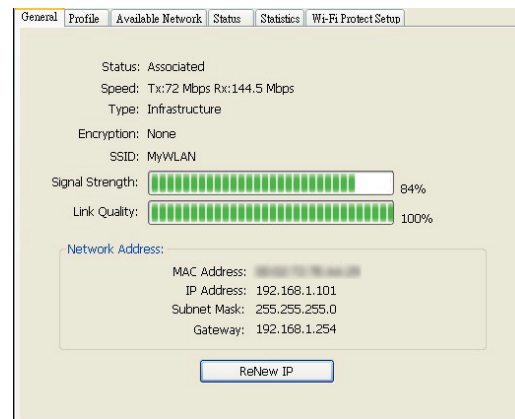 General Profile Available Network Status Statistics Wi-Fi Protect Setup
Status: Associated
Speed: Tx:72 Mbps Rx:144.5 Mbps
Type: Infrastructure
Encryption: None
SSID: MyWLAN
Signal Strength: 84%
Link Quality: 100%
Network Address:
MAC Address:
IP Address: 192.168.1.101
Subnet Mask: 255.255.255.0
Gateway: 192.168.1.254
ReNew IP